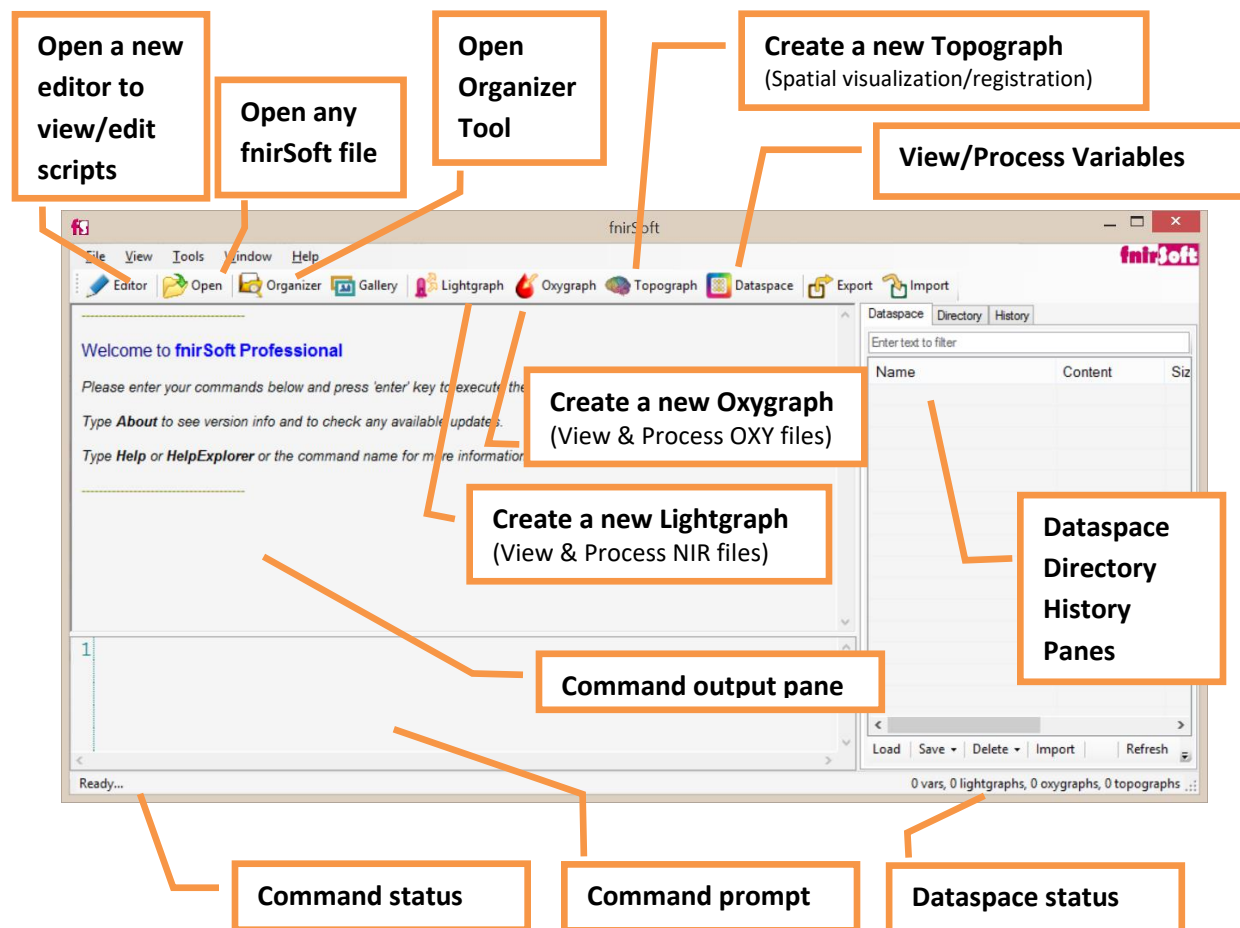 Open a new
editor to
view/edit
scripts
Open any
fnirSoft file
Open
Organizer
Tool
Create a new Topograph
(Spatial visualization/registration)
View/Process Variables
fnirSoft
File View Tools Window Help
fnirSoft
Editor Open Organizer Gallery Lightgraph Oxygraph Topograph Dataspace Export Import
Welcome to fnirSoft Professional
Please enter your commands below and press 'enter' key to execute the
Type About to see version info and to check any available updates.
Type Help or HelpExplorer or the command name for more information
Dataspace Directory History
Enter text to filter
Name Content Siz
Create a new Oxygraph
(View & Process OXY files)
Create a new Lightgraph
(View & Process NIR files)
Dataspace
Directory
History
Panes
1
Command output pane
Load Save Delete Import Refresh
Ready...
0 vars, 0 lightgraphs, 0 oxygraphs, 0 topographs
Command status
Command prompt
Dataspace status